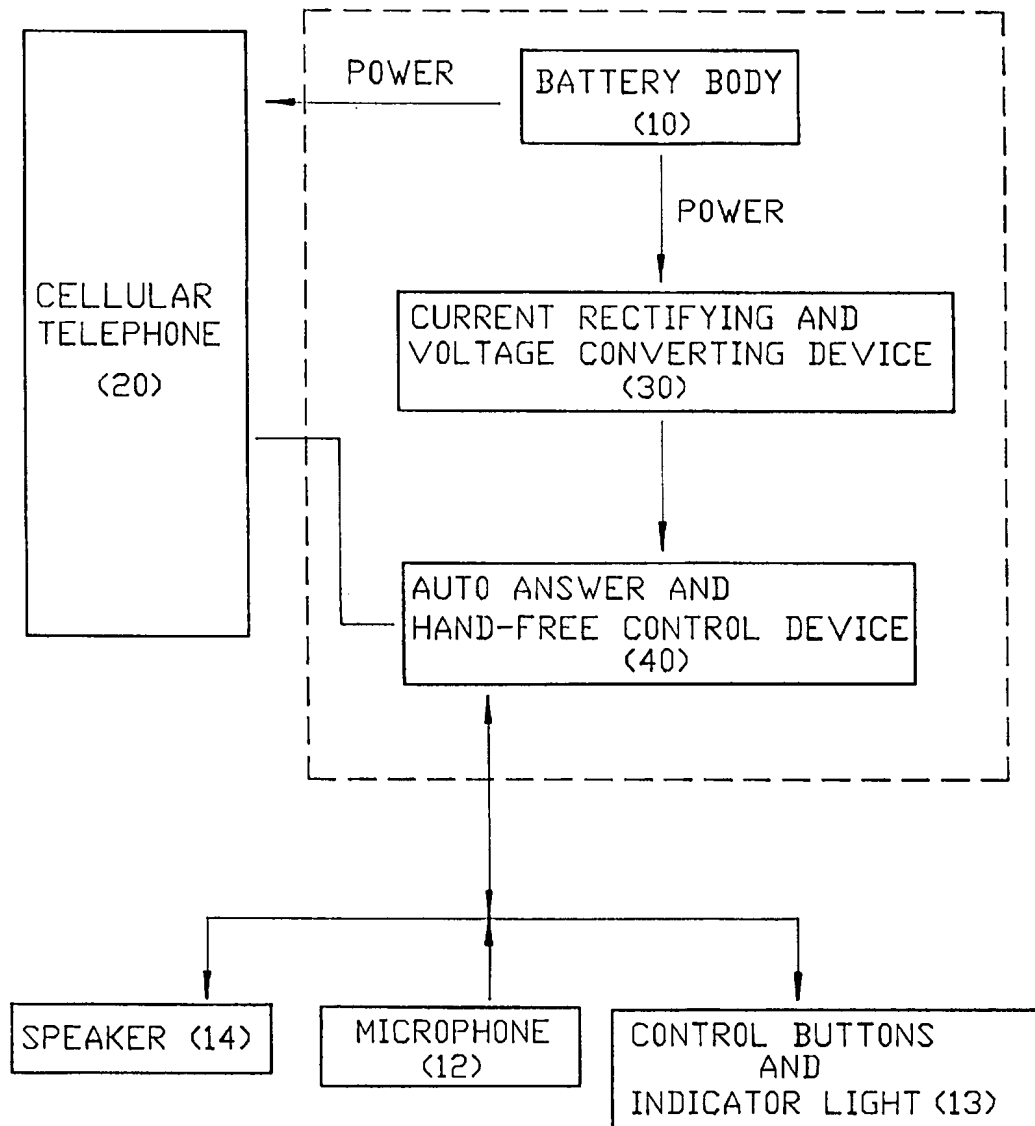 POWER
BATTERY BODY
(10)
POWER
CELLULAR
TELEPHONE
(20)
CURRENT RECTIFYING AND
VOLTAGE CONVERTING DEVICE
(30)
AUTO ANSWER AND
HAND-FREE CONTROL DEVICE
(40)
SPEAKER (14)
MICROPHONE
(12)
CONTROL BUTTONS
AND
INDICATOR LIGHT (13)